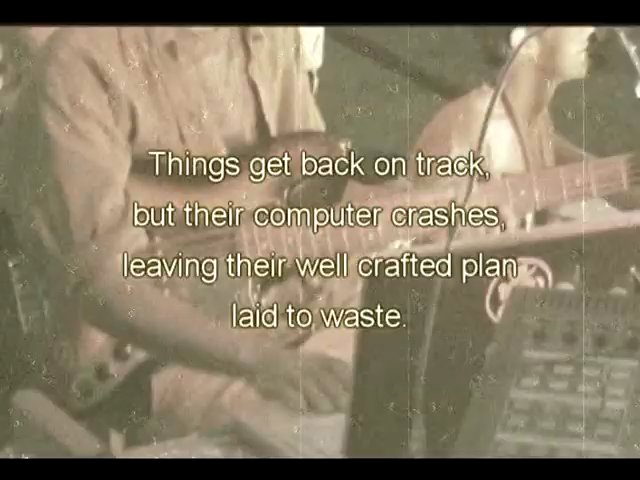 Things get back on track,
but their computer crashes,
leaving their well crafted plan
laid to waste.